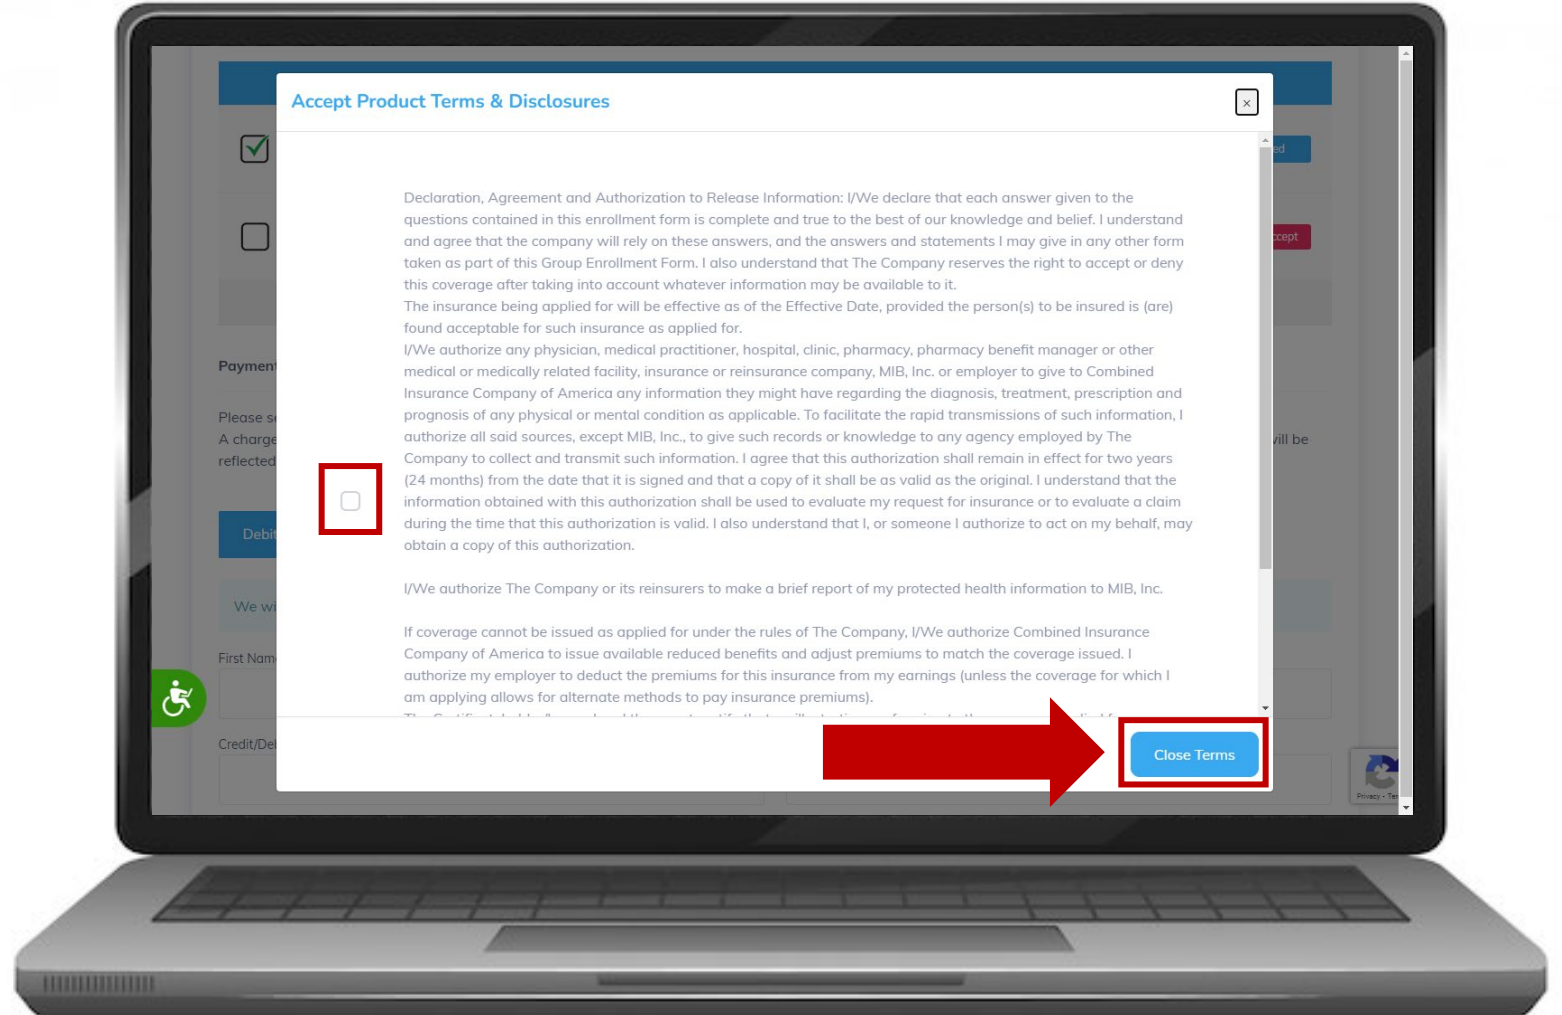 Accept Product Terms & Disclosures
×
Declaration, Agreement and Authorization to Release Information: I/We declare that each answer given to the
questions contained in this enrollment form is complete and true to the best of our knowledge and belief. I understand
and agree that the company will rely on these answers, and the answers and statements I may give in any other form
taken as part of this Group Enrollment Form. I also understand that The Company reserves the right to accept or deny
this coverage after taking into account whatever information may be available to it.
The insurance being applied for will be effective as of the Effective Date, provided the person(s) to be insured is (are)
found acceptable for such insurance as applied for.
I/We authorize any physician, medical practitioner, hospital, clinic, pharmacy, pharmacy benefit manager or other
medical or medically related facility, insurance or reinsurance company, MIB, Inc. or employer to give to Combined
Insurance Company of America any information they might have regarding the diagnosis, treatment, prescription and
prognosis of any physical or mental condition as applicable. To facilitate the rapid transmissions of such information, I
authorize all said sources, except MIB, Inc., to give such records or knowledge to any agency employed by The
Company to collect and transmit such information. I agree that this authorization shall remain in effect for two years
(24 months) from the date that it is signed and that a copy of it shall be as valid as the original. I understand that the
information obtained with this authorization shall be used to evaluate my request for insurance or to evaluate a claim
during the time that this authorization is valid. I also understand that I, or someone I authorize to act on my behalf, may
obtain a copy of this authorization.
I/We authorize The Company or its reinsurers to make a brief report of my protected health information to MIB, Inc.
If coverage cannot be issued as applied for under the rules of The Company, I/We authorize Combined Insurance
Company of America to issue available reduced benefits and adjust premiums to match the coverage issued. I
authorize my employer to deduct the premiums for this insurance from my earnings (unless the coverage for which I
am applying allows for alternate methods to pay insurance premiums).
Close Terms
ed
ccept
Payment
Please se
A charge
vill be
reflected
Debit
We wi
First Nam
Credit/De
Privacy - Te